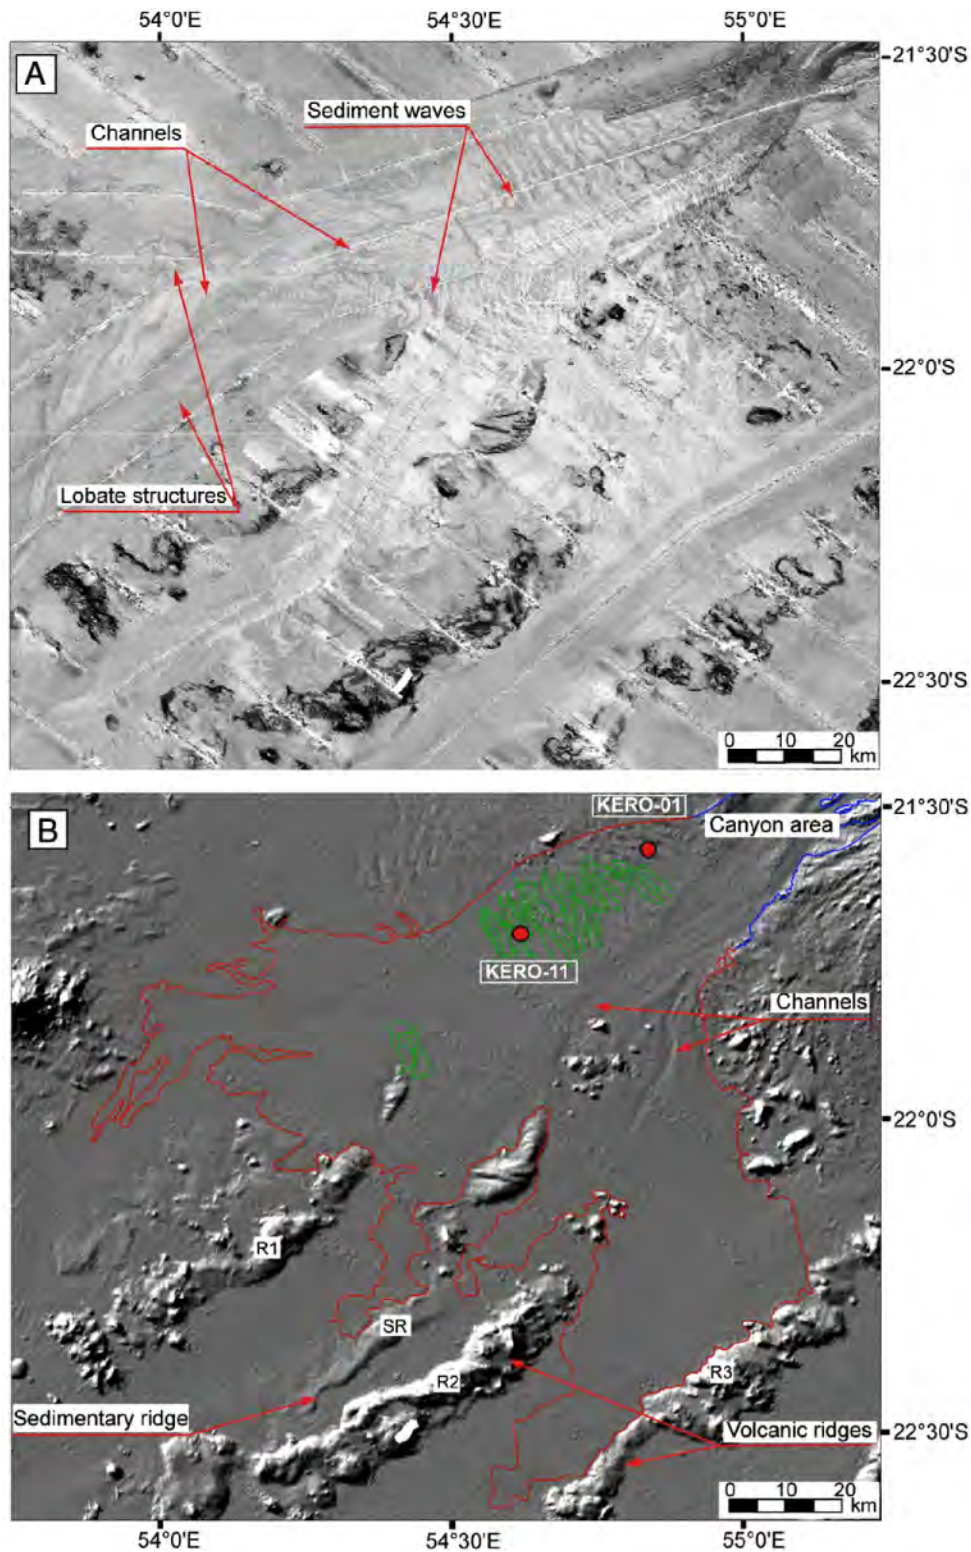 54°0'E 54°30'E 55°0'E
A
21°30'S
Sediment waves
Channels
22°0'S
Lobate structures
22°30'S
0 10 20
km
B
KERO-01
21°30'S
Canyon area
KERO-11
Channels
22°0'S
R1
SR
R2
R3
Sedimentary ridge
Volcanic ridges
22°30'S
0 10 20
km
54°0'E 54°30'E 55°0'E